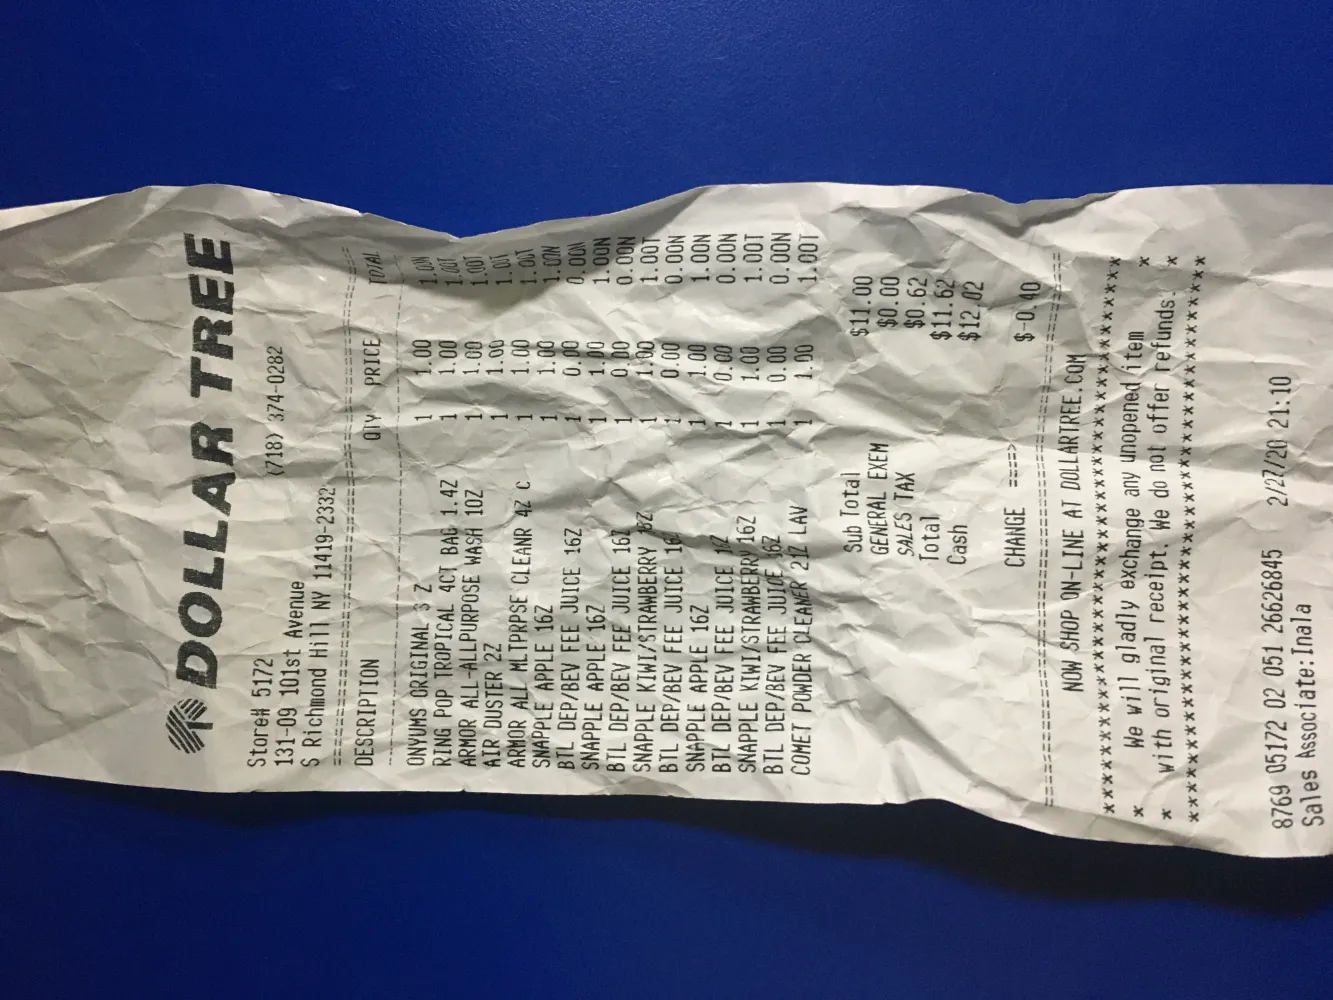 DOLLAR TREE
Store# 5172 (718) 374-0282
131-09 101st Avenue
S Richmond Hill NY 11419-2332
DESCRIPTION QTY PRICE TOTAL
ONYUMS ORIGINAL 3 Z 1 1.00 1.00N
RING POP TROPICAL 4CT BAG 1.4Z 1 1.00 1.00T
ARMOR ALL-ALLPURPOSE WASH 10Z 1 1.00 1.00T
AIR DUSTER 2Z 1 1.00 1.00T
ARMOR ALL MLTPRPSE CLEANR 4Z C 1 1.00 1.00T
SNAPPLE APPLE 16Z 1 1.00 1.00N
BTL DEP/BEV FEE JUICE 16Z 1 0.00 0.00N
SNAPPLE APPLE 16Z 1 1.00 1.00N
BTL DEP/BEV FEE JUICE 16Z 1 0.00 0.00N
SNAPPLE KIWI/STRAWBERRY 16Z 1 1.00 1.00T
BTL DEP/BEV FEE JUICE 16 1 0.00 0.00N
SNAPPLE APPLE 16Z 1 1.00 1.00N
BTL DEP/BEV FEE JUICE 16Z 1 0.00 0.00N
SNAPPLE KIWI/STRAWBERRY 16Z 1 1.00 1.00T
BTL DEP/BEV FEE JUICE 16Z 1 0.00 0.00N
COMET POWDER CLEANER 21Z LAV 1 1.00 1.00T
Sub Total $11.00
GENERAL EXEM $0.00
SALES TAX $0.62
Total $11.62
Cash $12.02
CHANGE ====> $-0.40
NOW SHOP ON-LINE AT DOLLARTREE.COM
* We will gladly exchange any unopened item *
* with original receipt. We do not offer refunds. *
8769 05172 02 051 26626845 2/27/20 21:10
Sales Associate:Inala